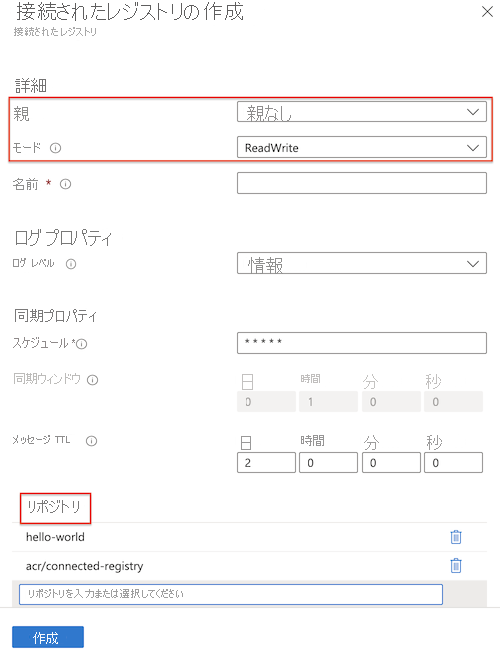 接続されたレジストリの作成
接続されたレジストリ
詳細
親 親なし
モード ReadWrite
名前 *
ログ プロパティ
ログ レベル 情報
同期プロパティ
スケジュール * * * * * *
同期ウィンドウ 日 時間 分 秒
0 1 0 0
メッセージ TTL 日 時間 分 秒
2 0 0 0
リポジトリ
hello-world
acr/connected-registry
リポジトリを入力または選択してください
作成